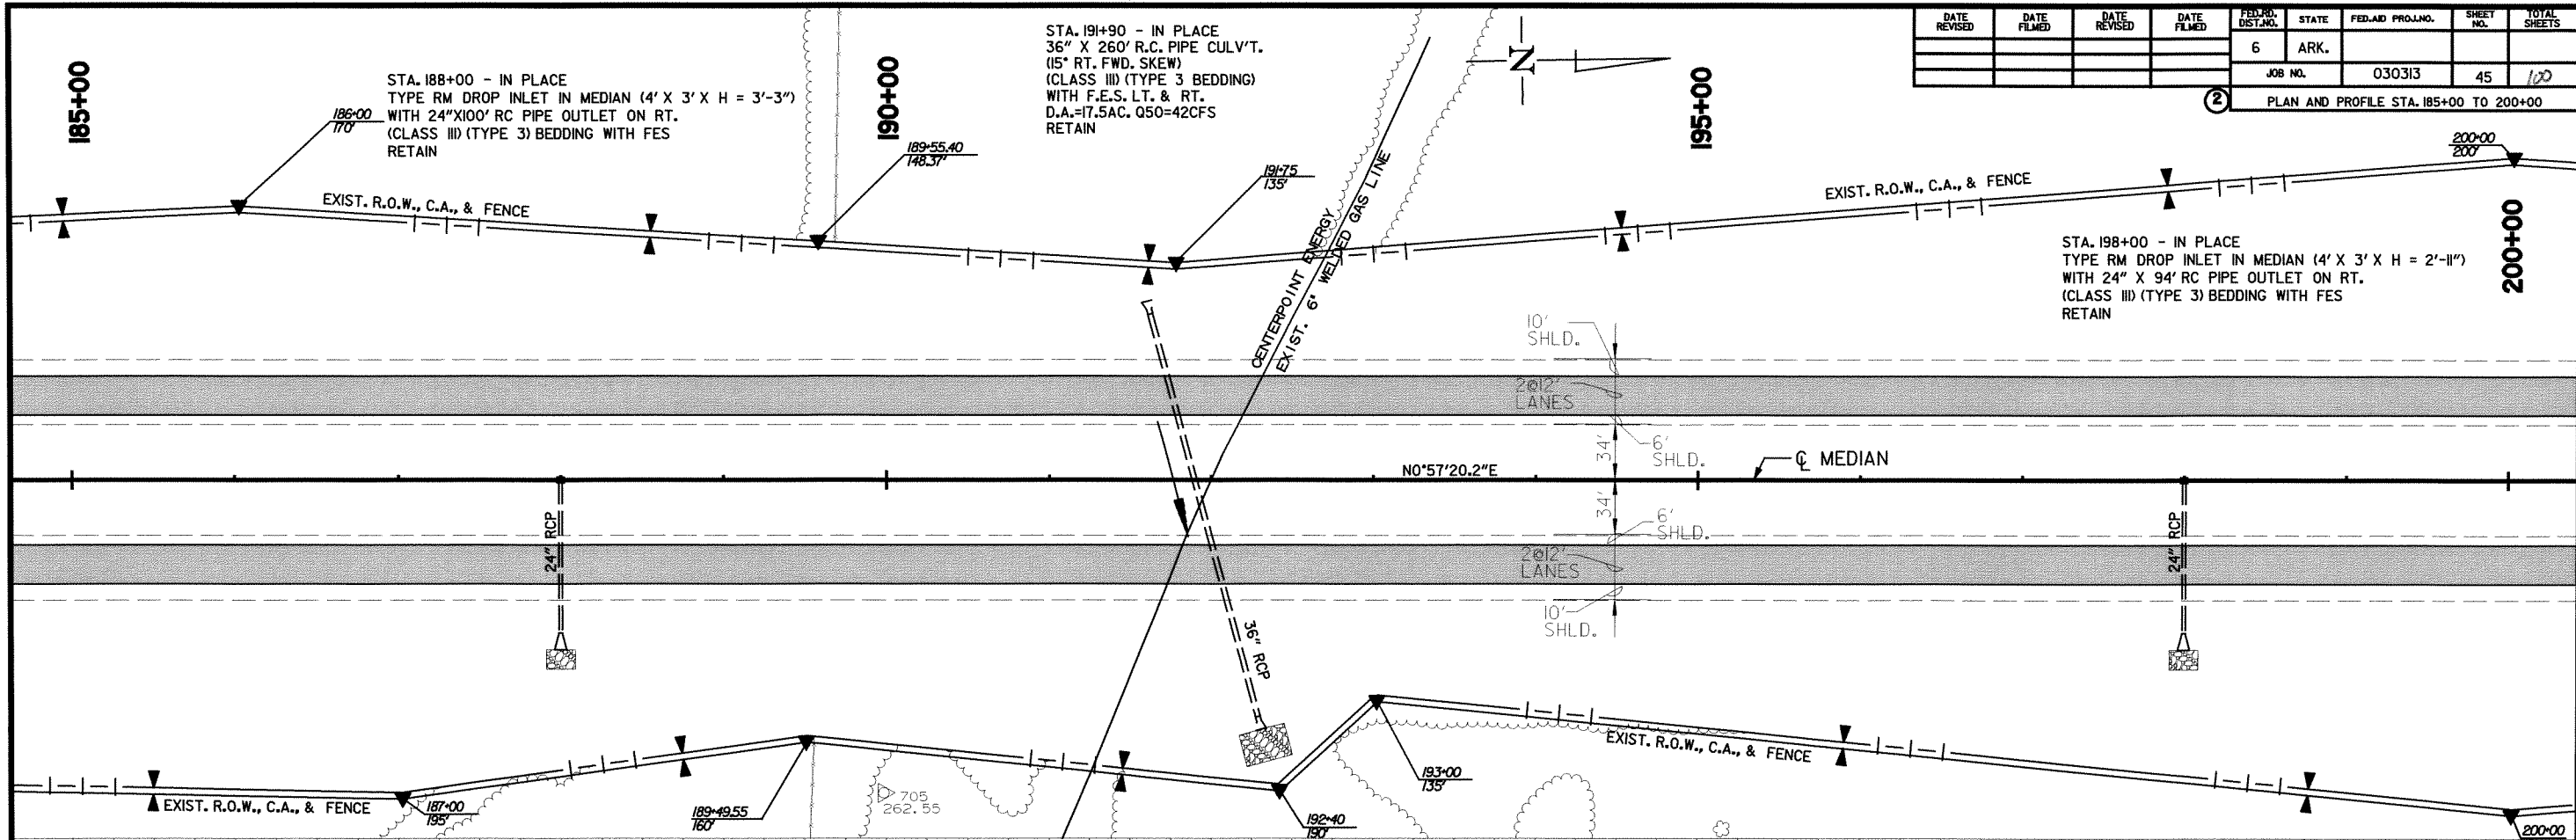 185+00
STA. 188+00 - IN PLACE
TYPE RM DROP INLET IN MEDIAN (4' X 3' X H = 3'-3")
WITH 24"X100' RC PIPE OUTLET ON RT.
(CLASS III) (TYPE 3) BEDDING WITH FES
RETAIN
186+00
170'
190+00
189+55.40
148.37'
STA. 191+90 - IN PLACE
36" X 260' R.C. PIPE CULV'T.
(15° RT. FWD. SKEW)
(CLASS III) (TYPE 3 BEDDING)
WITH F.E.S. LT. & RT.
D.A.=17.5AC. Q50=42CFS
RETAIN
191+75
135'
N
195+00
DATE REVISED
DATE FILMED
DATE REVISED
DATE FILMED
FED.RD. DIST.NO.
STATE
FED.AID PROJ.NO.
SHEET NO.
TOTAL SHEETS
6
ARK.
JOB NO.
030313
45
100
2
PLAN AND PROFILE STA. 185+00 TO 200+00
200+00
200'
200+00
EXIST. R.O.W., C.A., & FENCE
EXIST. R.O.W., C.A., & FENCE
CENTERPOINT ENERGY
EXIST. 6" WELDED GAS LINE
STA. 198+00 - IN PLACE
TYPE RM DROP INLET IN MEDIAN (4' X 3' X H = 2'-11")
WITH 24" X 94' RC PIPE OUTLET ON RT.
(CLASS III) (TYPE 3) BEDDING WITH FES
RETAIN
10'
SHLD.
2@12'
LANES
6'
SHLD.
34'
N0°57'20.2"E
℄ MEDIAN
34'
6'
SHLD.
2@12'
LANES
10'
SHLD.
24" RCP
36" RCP
24" RCP
EXIST. R.O.W., C.A., & FENCE
187+00
195'
189+49.55
160'
705
262.55
192+40
190'
193+00
135'
EXIST. R.O.W., C.A., & FENCE
200+00